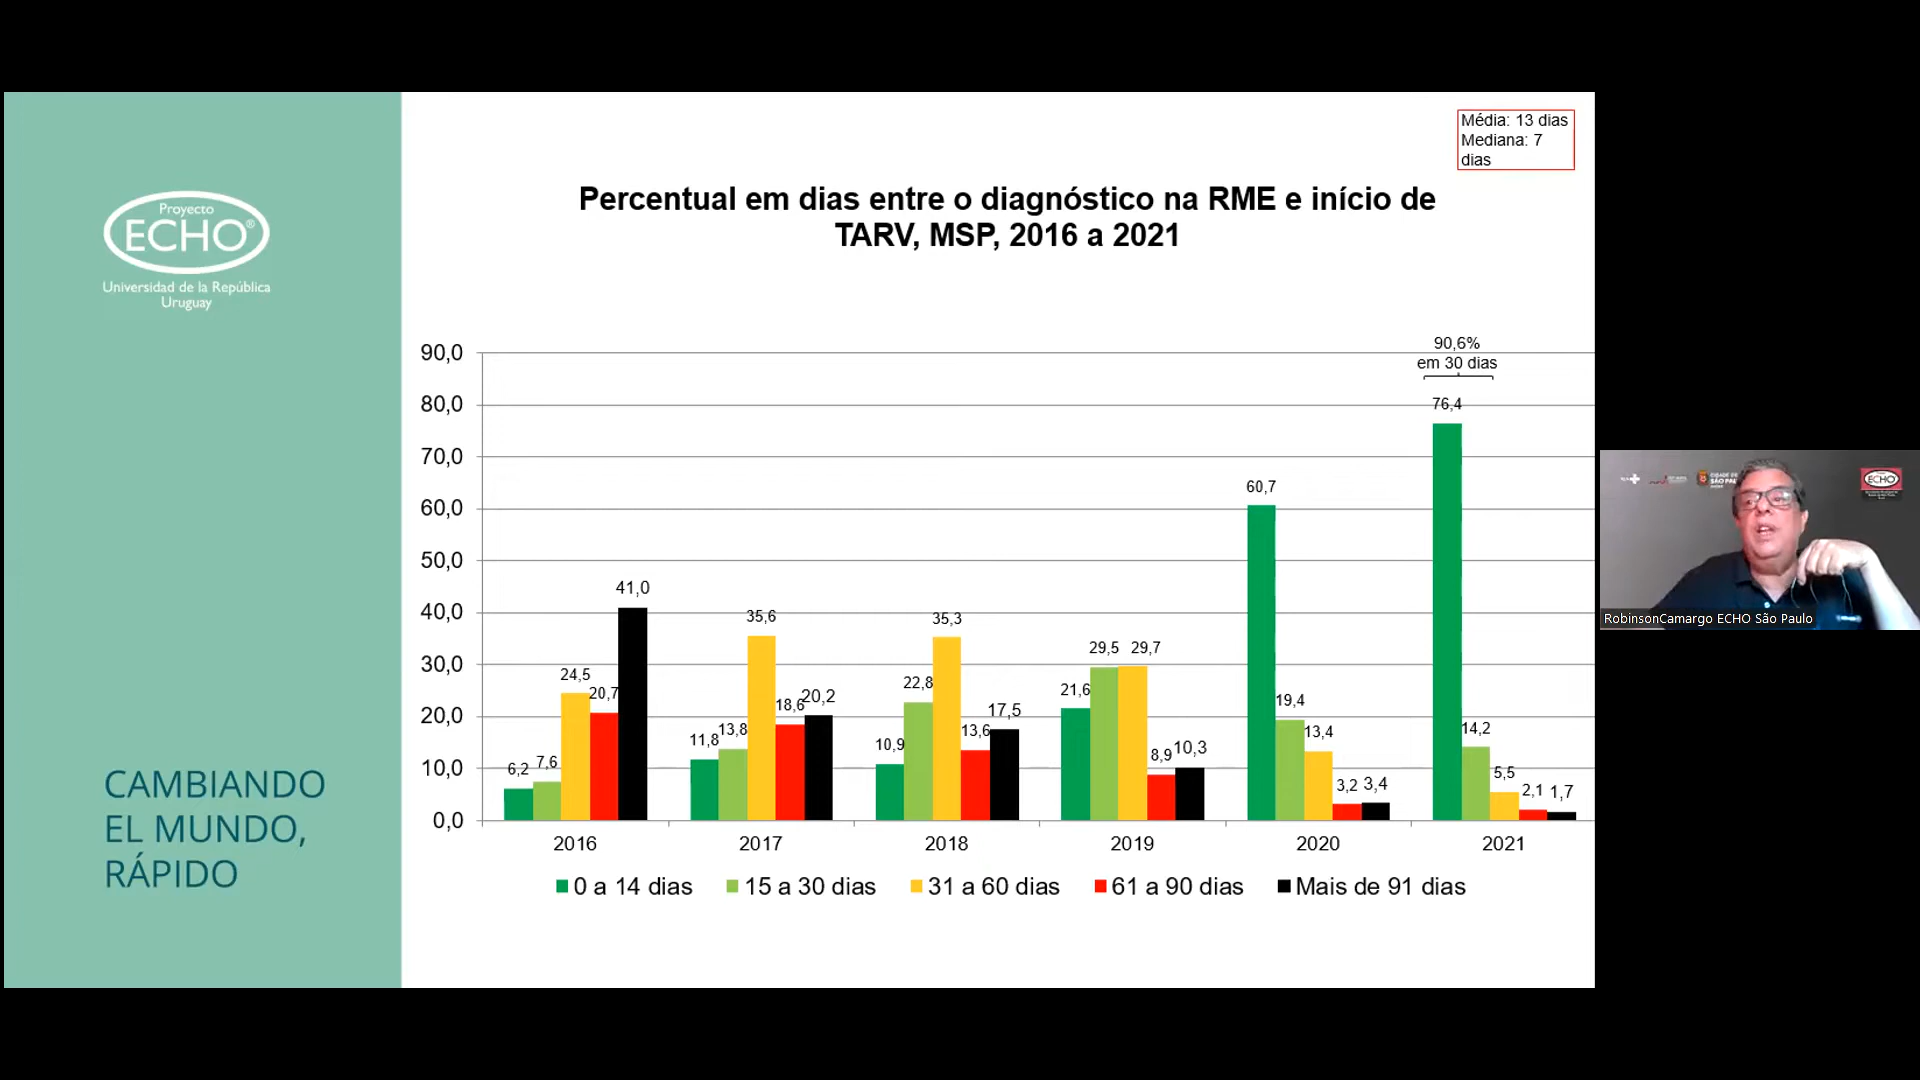 Proyecto
ECHO®
Universidad de la República
Uruguay
CAMBIANDO
EL MUNDO,
RÁPIDO
Média: 13 dias
Mediana: 7
dias
Percentual em dias entre o diagnóstico na RME e início de
TARV, MSP, 2016 a 2021
90,0
80,0
70,0
60,0
50,0
40,0
30,0
20,0
10,0
0,0
6,2 7,6 24,5 20,7 41,0
11,8 13,8 35,6 18,6 20,2
10,9 22,8 35,3 13,6 17,5
21,6 29,5 29,7 8,9 10,3
60,7 19,4 13,4 3,2 3,4
90,6%
em 30 dias
76,4 14,2 5,5 2,1 1,7
2016 2017 2018 2019 2020 2021
0 a 14 dias 15 a 30 dias 31 a 60 dias 61 a 90 dias Mais de 91 dias
ECHO
RobinsonCamargo ECHO São Paulo